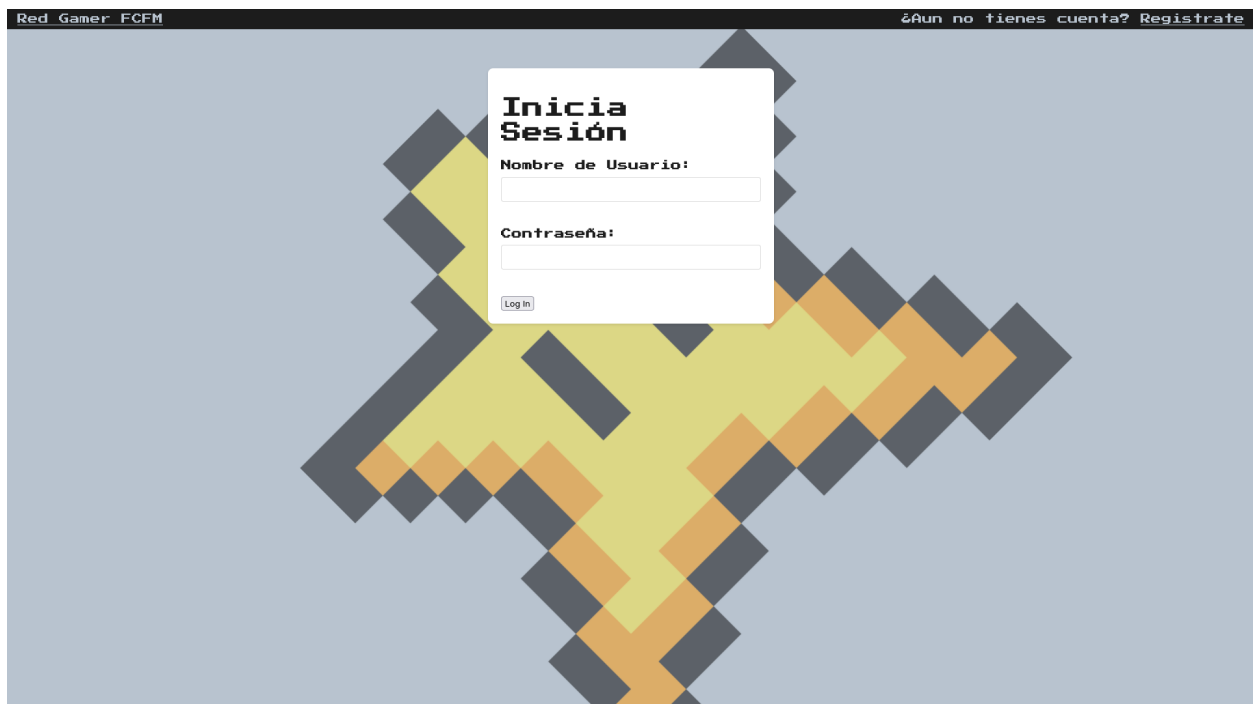 Red Gamer FCFM
¿Aun no tienes cuenta? Registrate
Inicia
Sesión
Nombre de Usuario:
Contraseña:
Log In